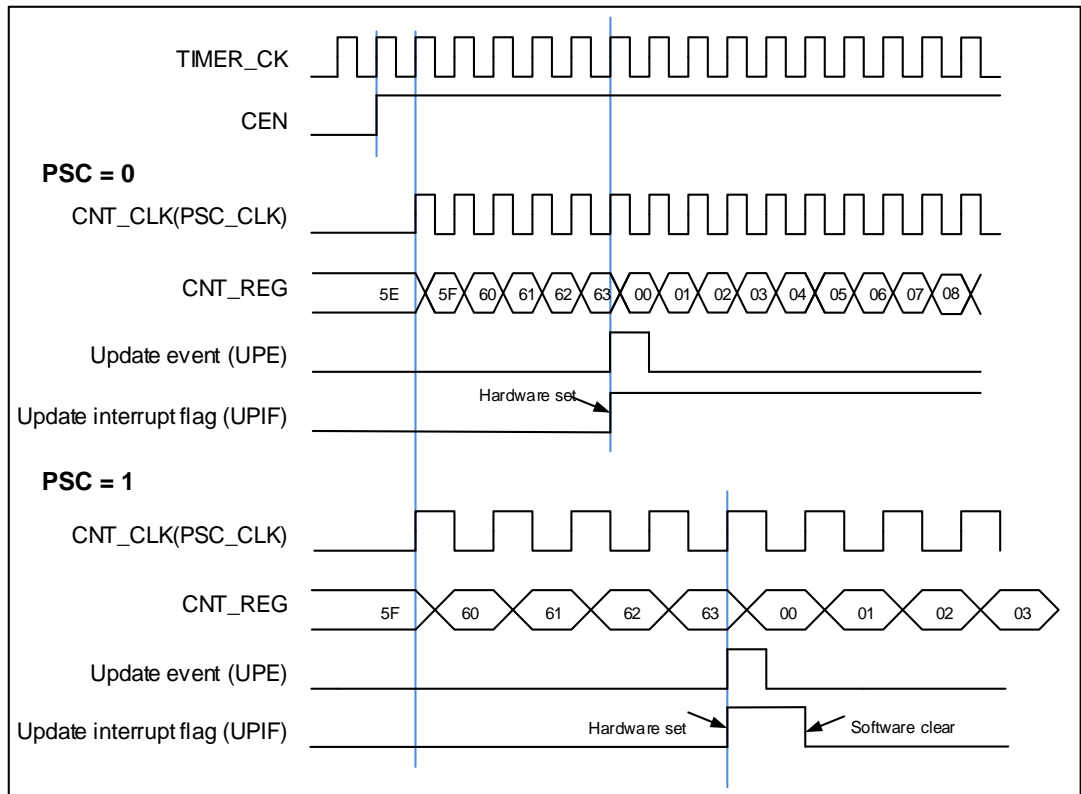 TIMER_CK
CEN
PSC = 0
CNT_CLK(PSC_CLK)
CNT_REG 5E 5F 60 61 62 63 00 01 02 03 04 05 06 07 08
Update event (UPE)
Hardware set
Update interrupt flag (UPIF)
PSC = 1
CNT_CLK(PSC_CLK)
CNT_REG 5F 60 61 62 63 00 01 02 03
Update event (UPE)
Update interrupt flag (UPIF) Hardware set Software clear